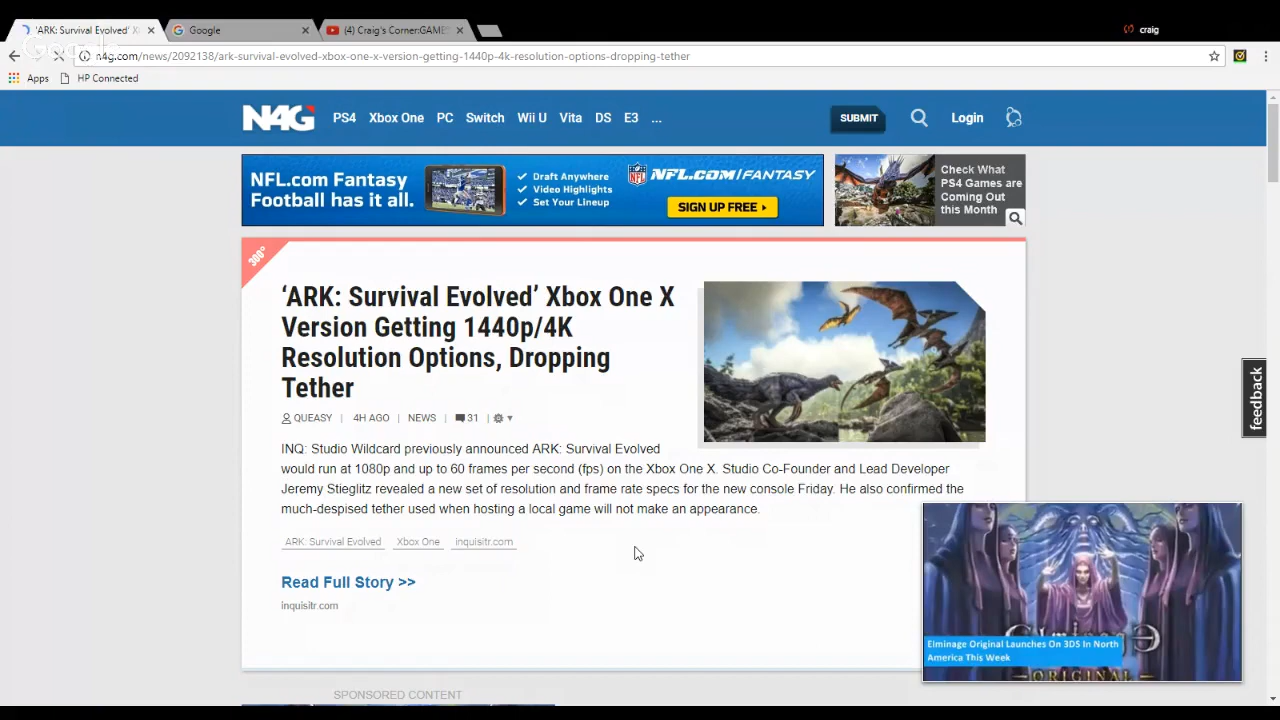 'ARK: Survival Evolved' X
Google
(4) Craig's Corner:GAME
craig
n4g.com/news/2092138/ark-survival-evolved-xbox-one-x-version-getting-1440p-4k-resolution-options-dropping-tether
Apps
HP Connected
N4G
PS4
Xbox One
PC
Switch
Wii U
Vita
DS
E3
...
SUBMIT
Login
NFL.com Fantasy
Football has it all.
✓ Draft Anywhere
✓ Video Highlights
✓ Set Your Lineup
NFL
NFL.COM/FANTASY
SIGN UP FREE
Check What
PS4 Games are
Coming Out
this Month
300°
‘ARK: Survival Evolved’ Xbox One X
Version Getting 1440p/4K
Resolution Options, Dropping
Tether
QUEASY | 4H AGO | NEWS | 31 |
INQ: Studio Wildcard previously announced ARK: Survival Evolved
would run at 1080p and up to 60 frames per second (fps) on the Xbox One X. Studio Co-Founder and Lead Developer
Jeremy Stieglitz revealed a new set of resolution and frame rate specs for the new console Friday. He also confirmed the
much-despised tether used when hosting a local game will not make an appearance.
ARK: Survival Evolved
Xbox One
inquisitr.com
Read Full Story >>
inquisitr.com
feedback
Elminage Original Launches On 3DS In North
America This Week
ORIGINAL
SPONSORED CONTENT